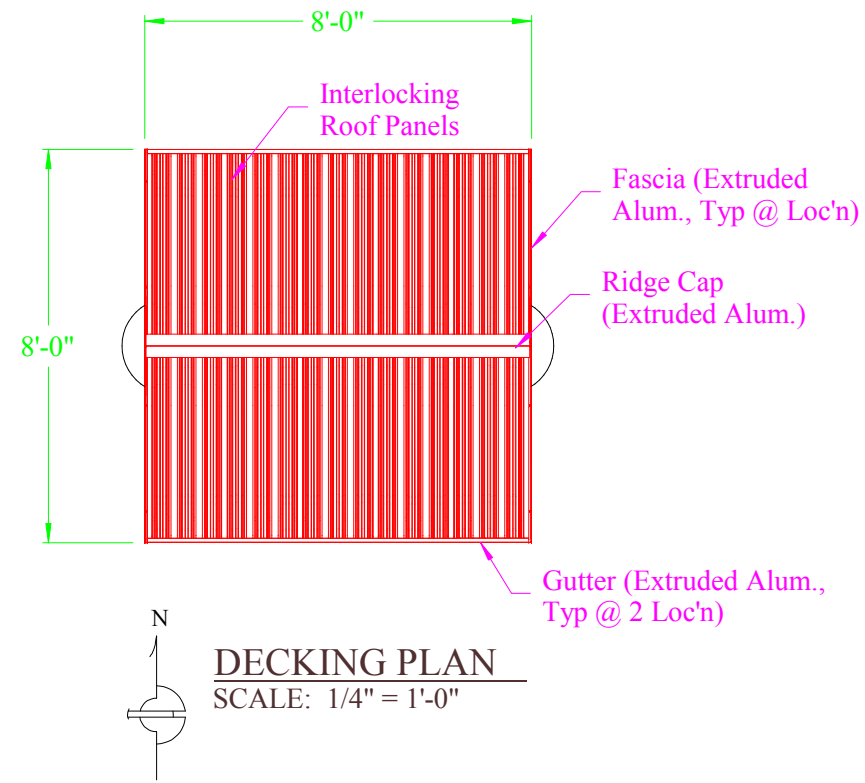 8'-0"
Interlocking
Roof Panels
Fascia (Extruded
Alum., Typ @ Loc'n)
Ridge Cap
(Extruded Alum.)
8'-0"
Gutter (Extruded Alum.,
Typ @ 2 Loc'n)
N
DECKING PLAN
SCALE: 1/4" = 1'-0"